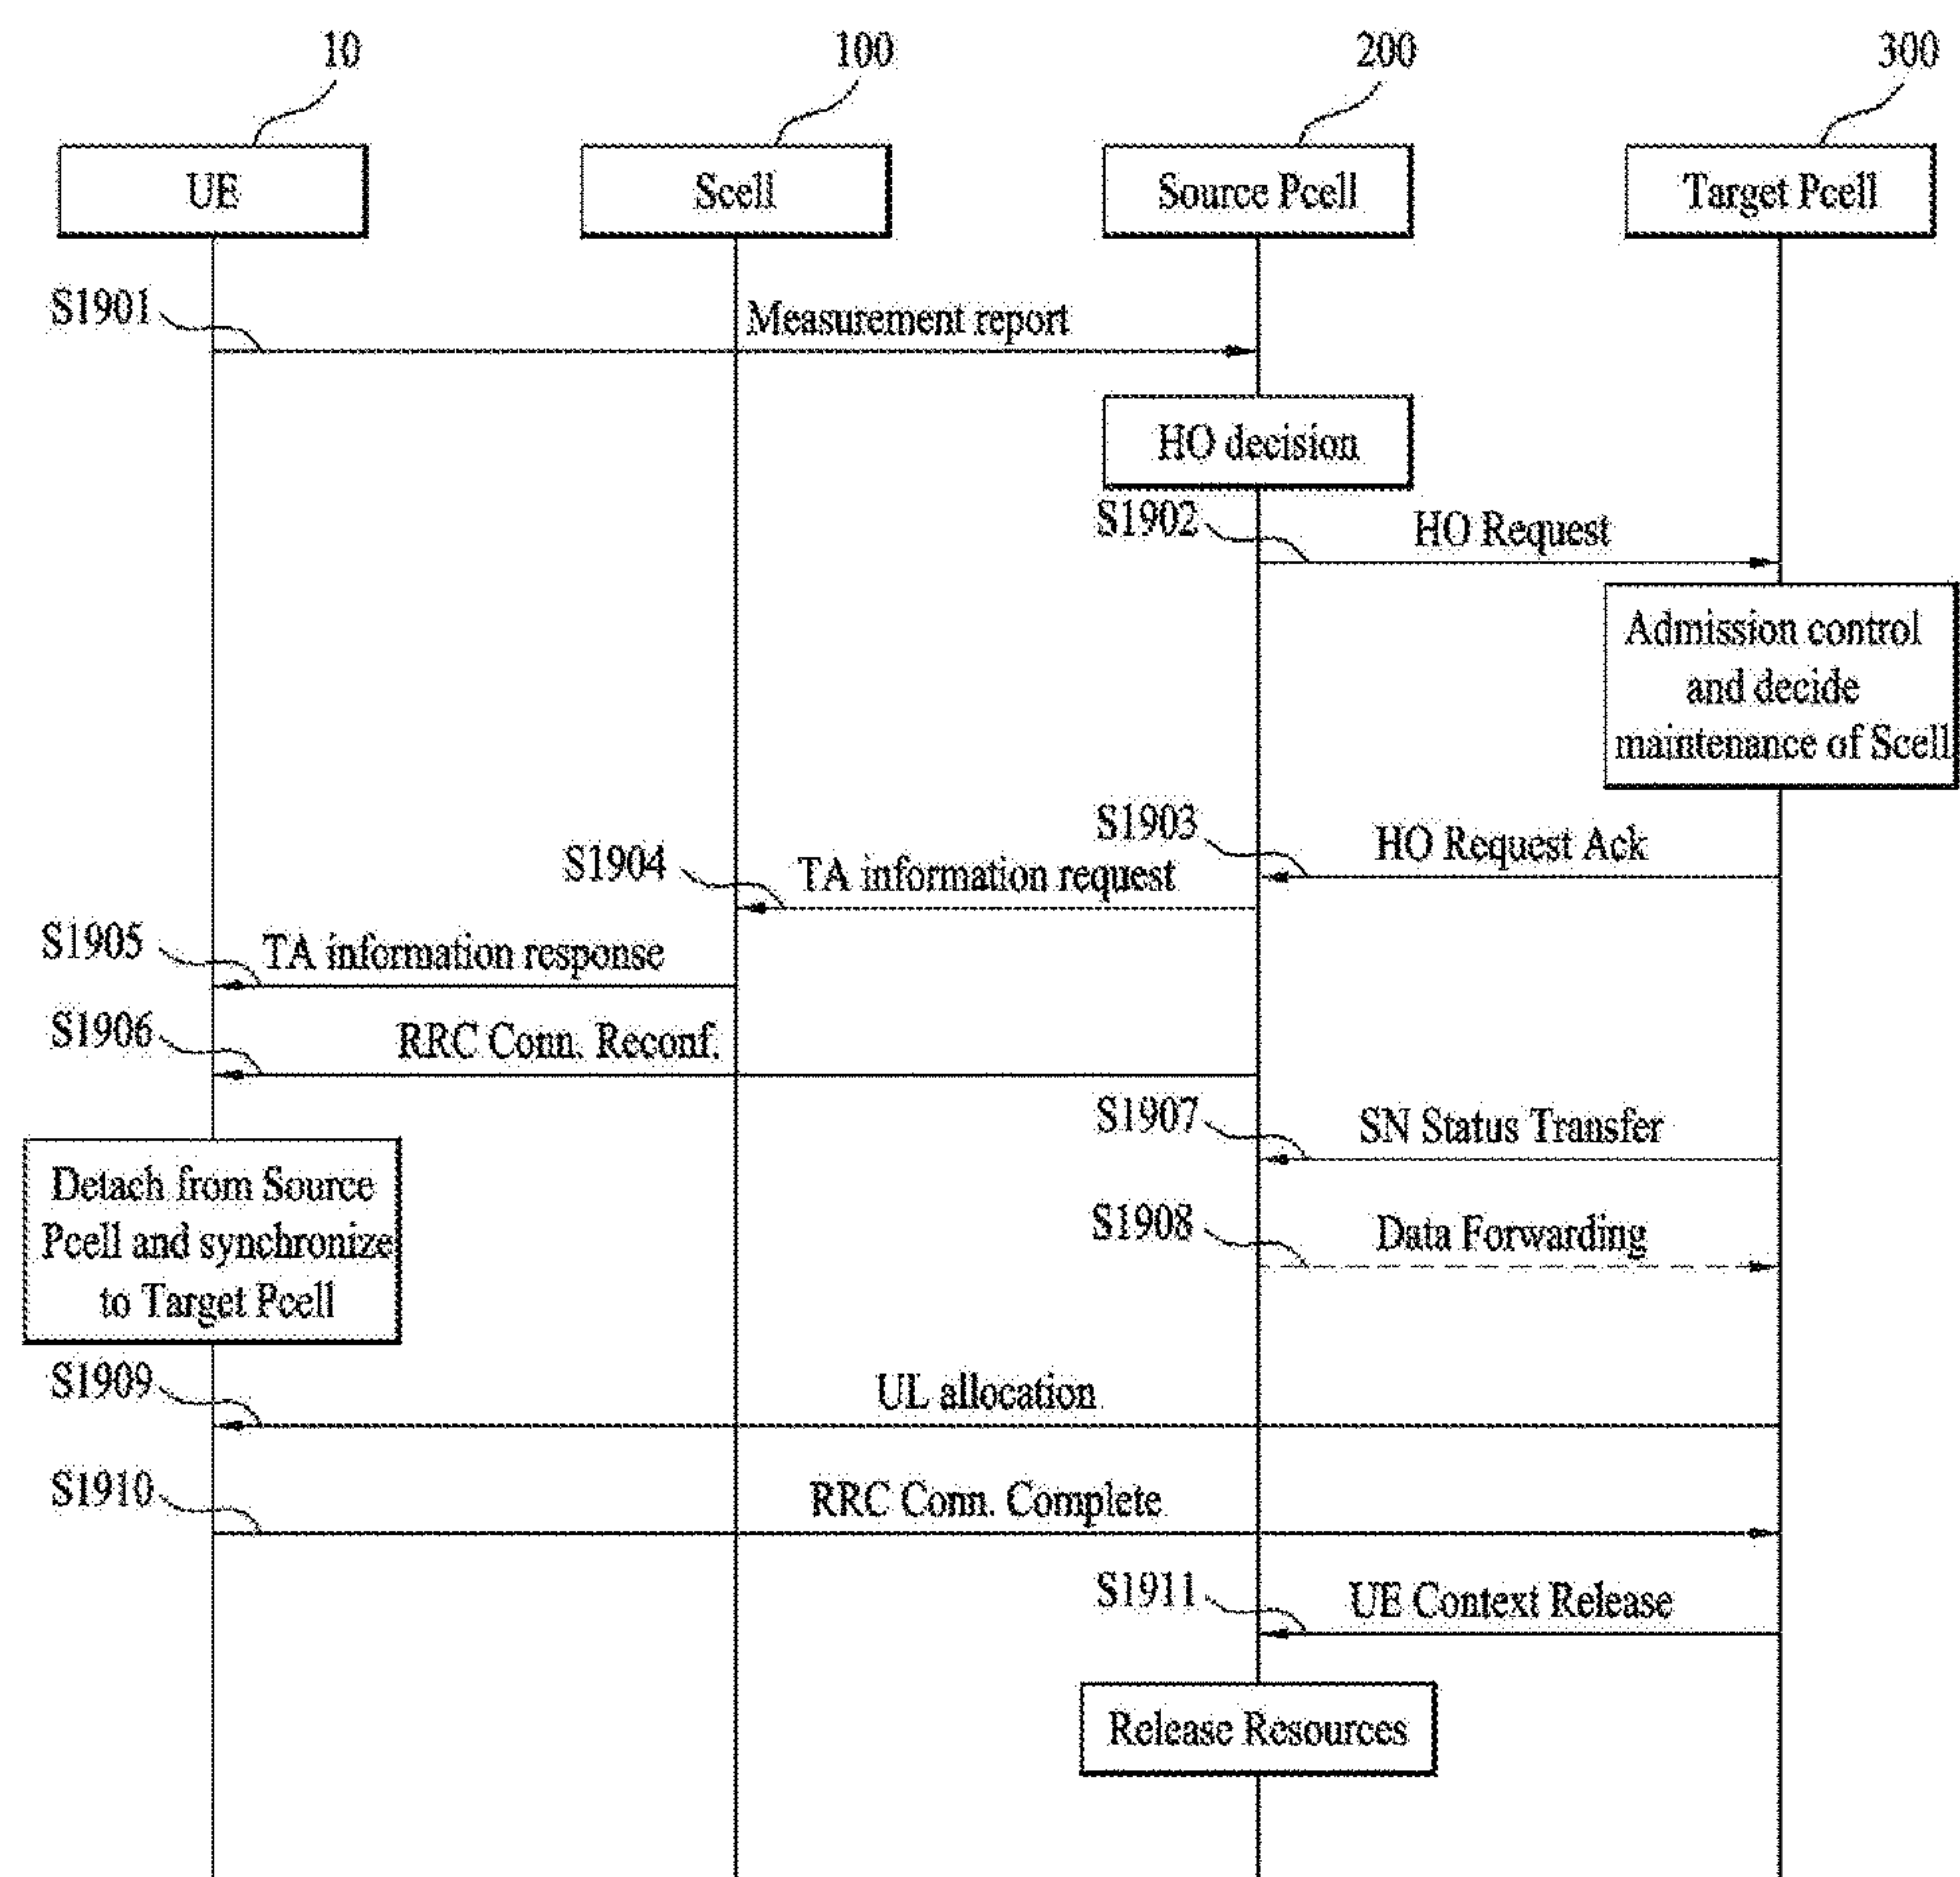 10
100
200
300
UE
Scell
Source Pcell
Target Pcell
S1901
Measurement report
HO decision
S1902
HO Request
Admission control
and decide
maintenance of Scell
S1903
HO Request Ack
S1904
TA information request
S1905
TA information response
S1906
RRC Conn. Reconf.
S1907
SN Status Transfer
Detach from Source
Pcell and synchronize
to Target Pcell
S1908
Data Forwarding
S1909
UL allocation
S1910
RRC Conn. Complete
S1911
UE Context Release
Release Resources